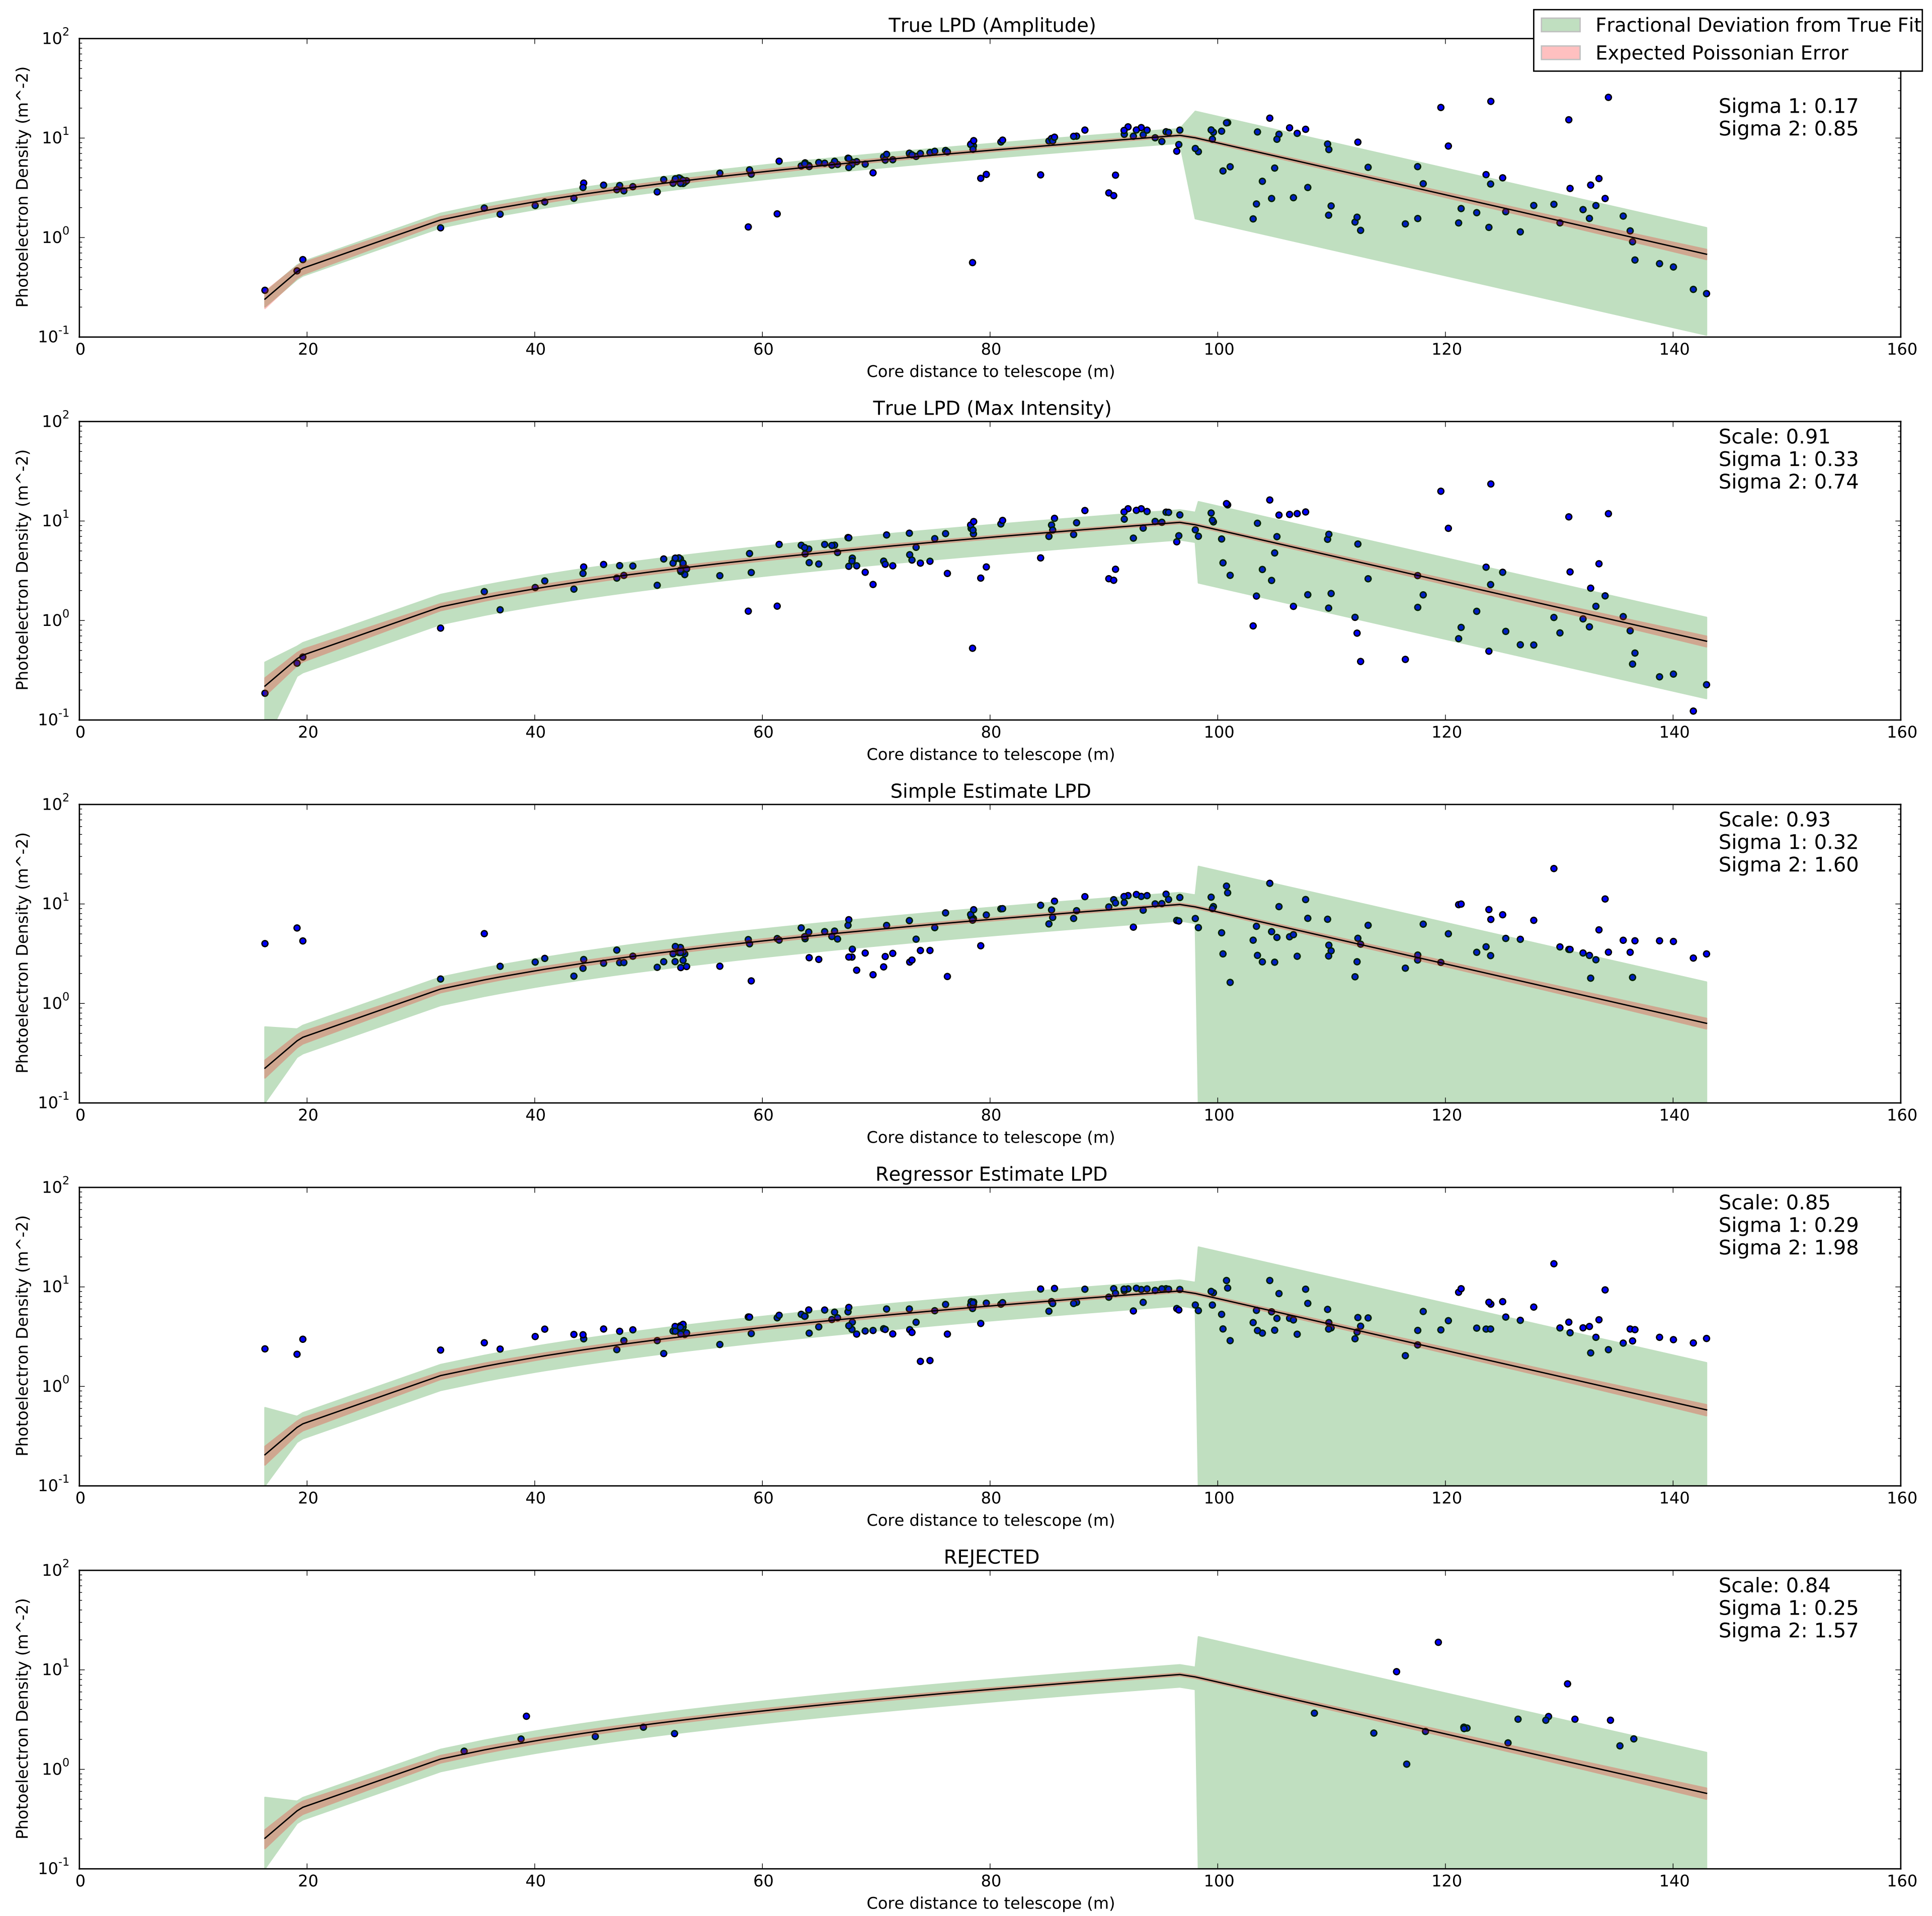 True LPD (Amplitude)
Fractional Deviation from True Fit
Expected Poissonian Error
Sigma 1: 0.17
Sigma 2: 0.85
Photoelectron Density (m^-2)
10^2
10^1
10^0
10^-1
0 20 40 60 80 100 120 140 160
Core distance to telescope (m)
True LPD (Max Intensity)
Scale: 0.91
Sigma 1: 0.33
Sigma 2: 0.74
Photoelectron Density (m^-2)
10^2
10^1
10^0
10^-1
0 20 40 60 80 100 120 140 160
Core distance to telescope (m)
Simple Estimate LPD
Scale: 0.93
Sigma 1: 0.32
Sigma 2: 1.60
Photoelectron Density (m^-2)
10^2
10^1
10^0
10^-1
0 20 40 60 80 100 120 140 160
Core distance to telescope (m)
Regressor Estimate LPD
Scale: 0.85
Sigma 1: 0.29
Sigma 2: 1.98
Photoelectron Density (m^-2)
10^2
10^1
10^0
10^-1
0 20 40 60 80 100 120 140 160
Core distance to telescope (m)
REJECTED
Scale: 0.84
Sigma 1: 0.25
Sigma 2: 1.57
Photoelectron Density (m^-2)
10^2
10^1
10^0
10^-1
0 20 40 60 80 100 120 140 160
Core distance to telescope (m)